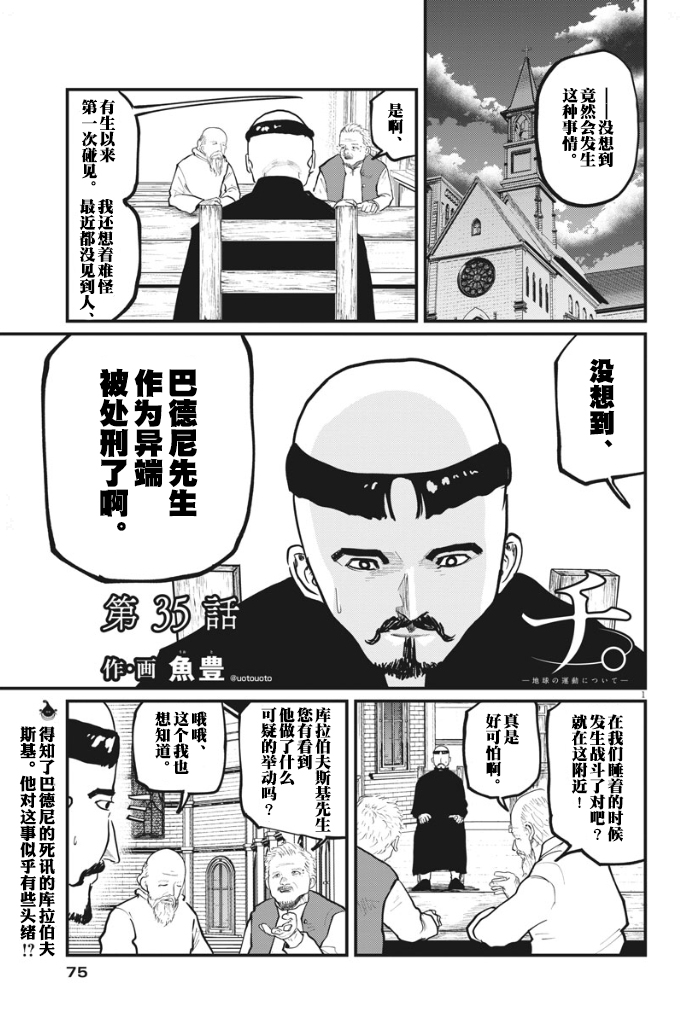 ——没想到
竟然会发生
这种事情。
是啊、
有生以来
第一次碰见。
我还想着难怪
最近都没见到人、
没想到、
巴德尼先生
作为异端
被处刑了啊。
第35話
作·画 魚豊 @uotouoto
チ。
—地球の運動について—
1
在我们睡着的时候
发生战斗了对吧？
就在这附近！
真是
好可怕啊。
库拉伯夫斯基先生
您有看到
他做了什么
可疑的举动吗？
哦哦、
这个我也
想知道。
得知了巴德尼的死讯的库拉伯夫
斯基。他对这事似乎有些头绪!?
75